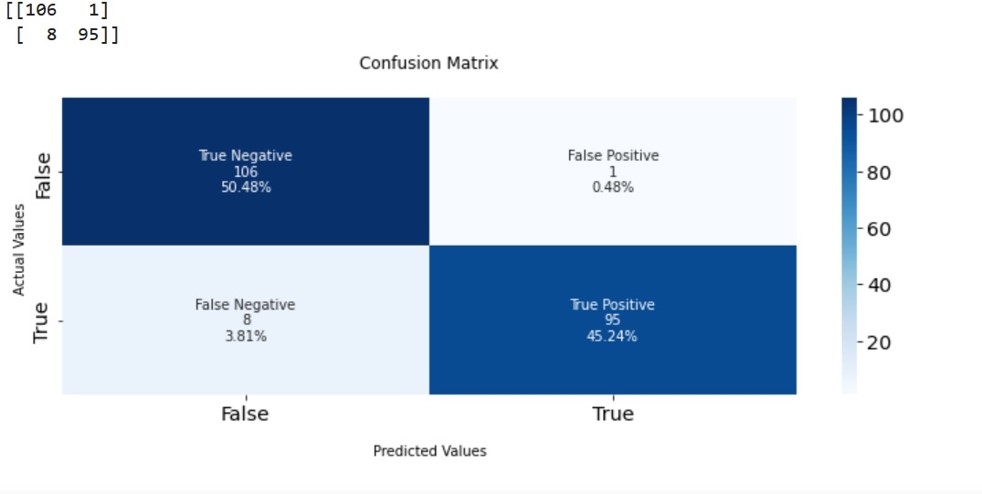 [[106   1]
 [  8  95]]
Confusion Matrix
True Negative
106
50.48%
False Positive
1
0.48%
False Negative
8
3.81%
True Positive
95
45.24%
Actual Values
False
True
False
True
Predicted Values
100
80
60
40
20